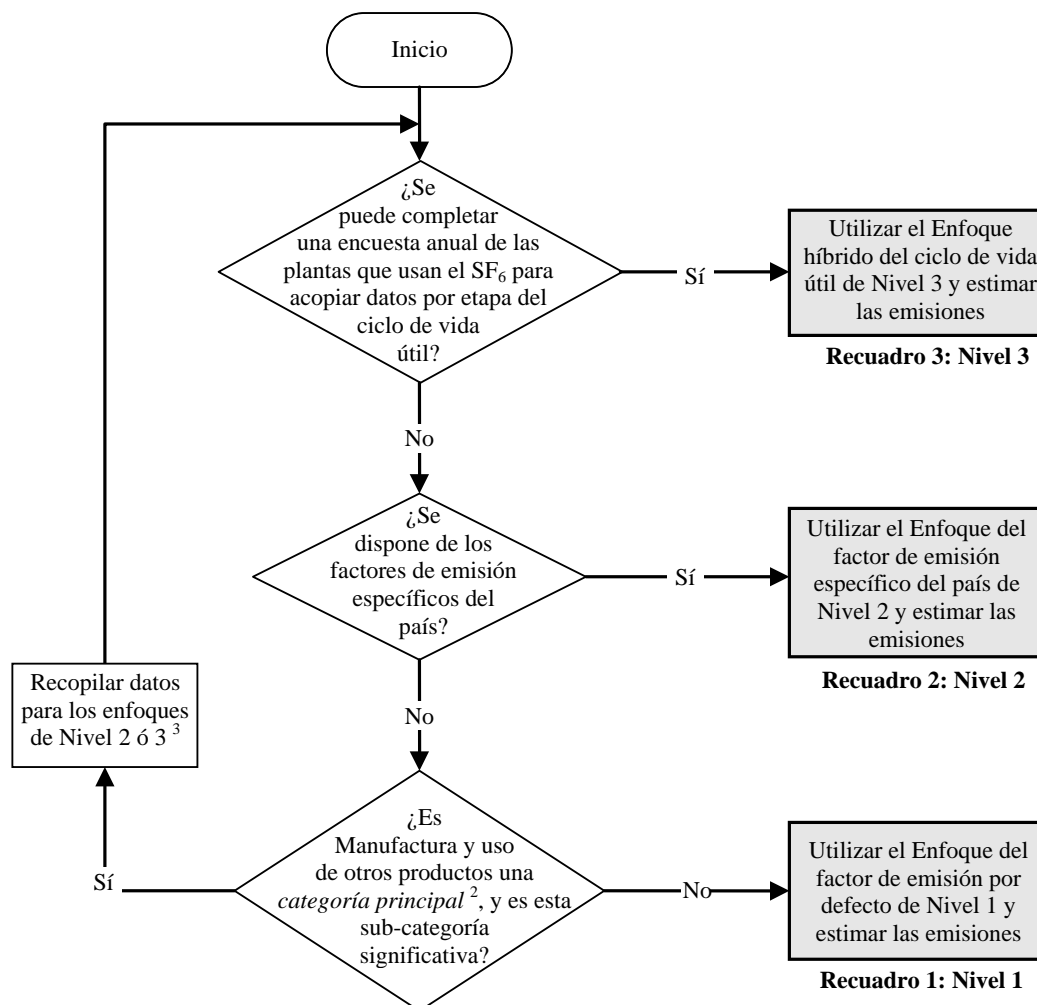 Inicio
¿Se
puede completar
una encuesta anual de las
plantas que usan el SF₆ para
acopiar datos por etapa del
ciclo de vida
útil?
Sí
Utilizar el Enfoque
híbrido del ciclo de vida
útil de Nivel 3 y estimar
las emisiones
Recuadro 3: Nivel 3
No
¿Se
dispone de los
factores de emisión
específicos del
país?
Sí
Utilizar el Enfoque del
factor de emisión
específico del país de
Nivel 2 y estimar las
emisiones
Recuadro 2: Nivel 2
No
Recopilar datos
para los enfoques
de Nivel 2 ó 3 ³
Sí
¿Es
Manufactura y uso
de otros productos una
categoría principal ², y es esta
sub-categoría
significativa?
No
Utilizar el Enfoque del
factor de emisión por
defecto de Nivel 1 y
estimar las emisiones
Recuadro 1: Nivel 1